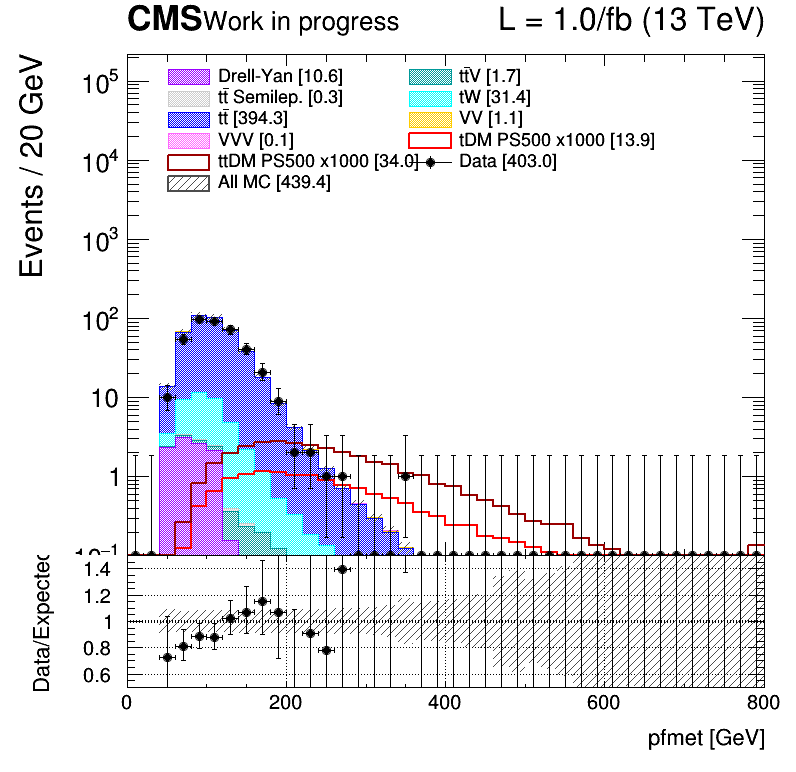 CMS Work in progress L = 1.0/fb (13 TeV)
Events / 20 GeV
Drell-Yan [10.6] tt̄V [1.7]
tt̄ Semilep. [0.3] tW [31.4]
tt̄ [394.3] VV [1.1]
VVV [0.1] tDM PS500 x1000 [13.9]
ttDM PS500 x1000 [34.0] Data [403.0]
All MC [439.4]
10⁵
10⁴
10³
10²
10
1
10⁻¹
Data/Expected
1.4
1.2
1
0.8
0.6
0 200 400 600 800
pfmet [GeV]